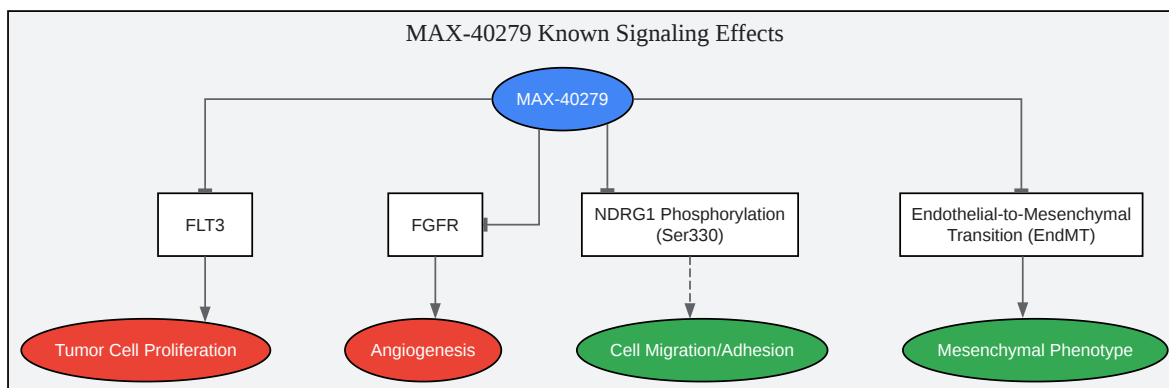 MAX-40279 Known Signaling Effects
MAX-40279
FLT3
FGFR
NDRG1 Phosphorylation
(Ser330)
Endothelial-to-Mesenchymal
Transition (EndMT)
Tumor Cell Proliferation
Angiogenesis
Cell Migration/Adhesion
Mesenchymal Phenotype